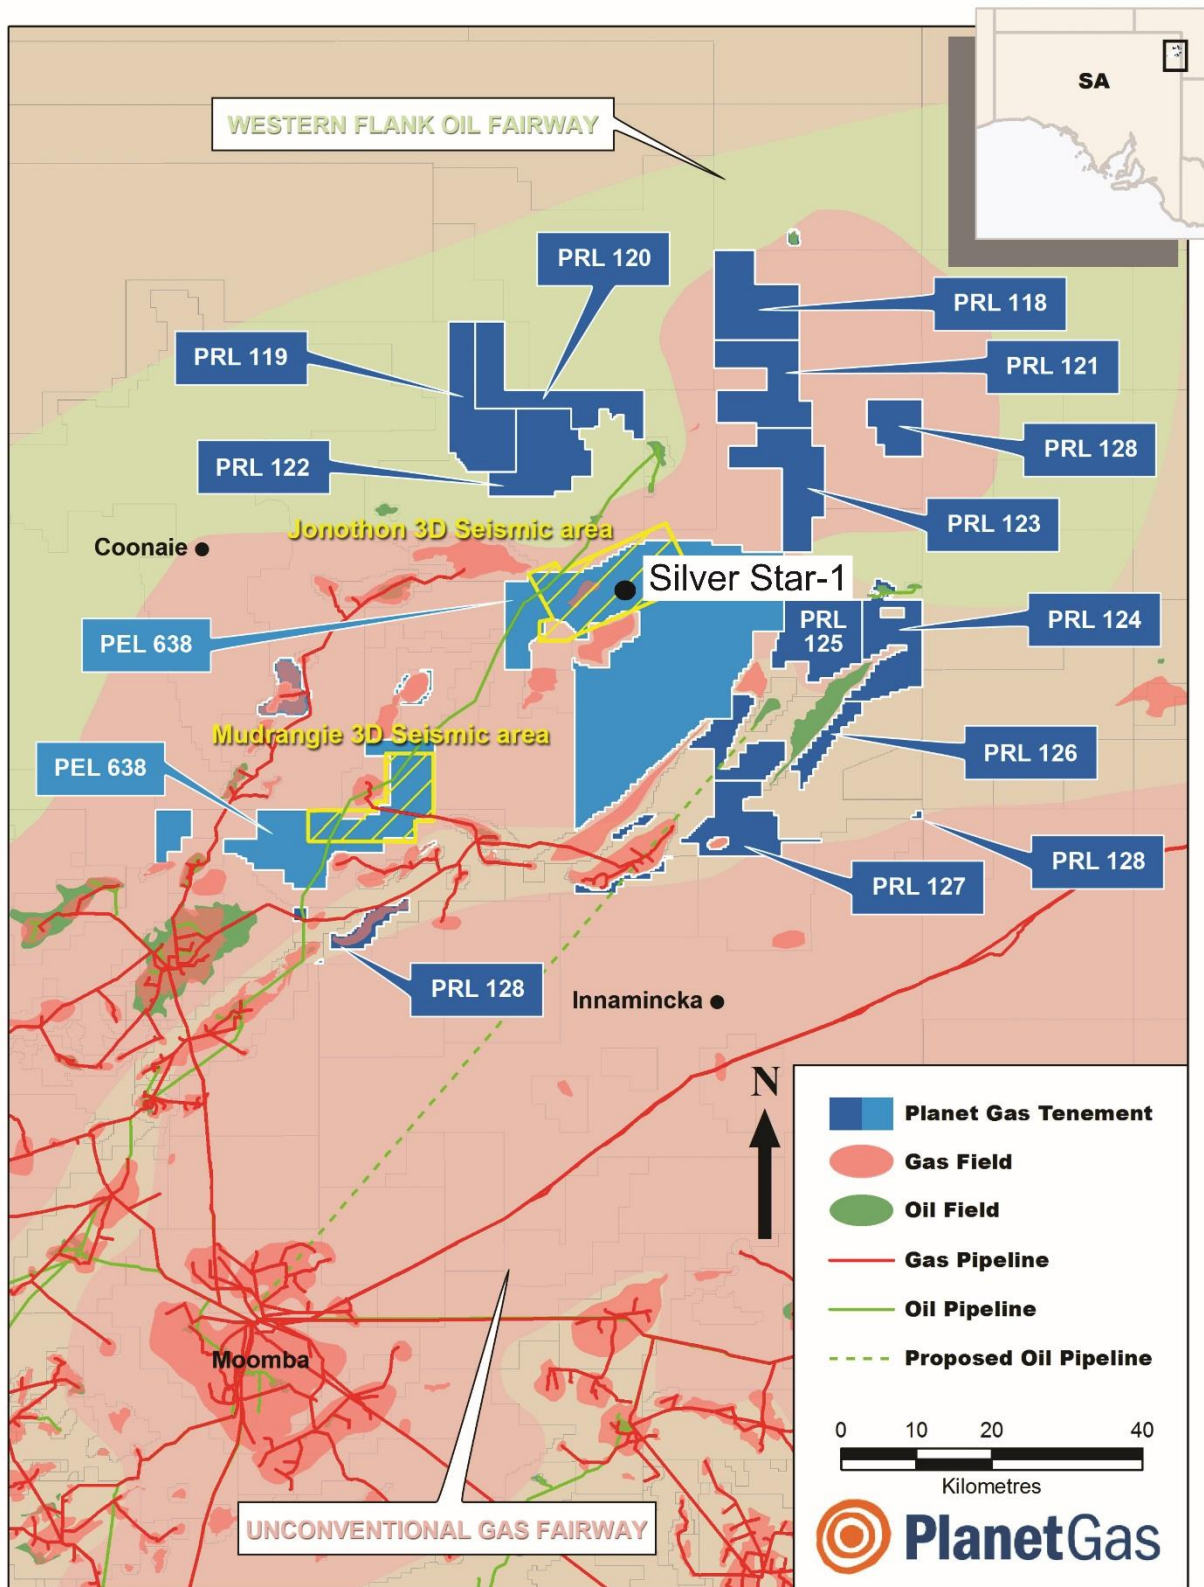 SA
WESTERN FLANK OIL FAIRWAY
PRL 120
PRL 118
PRL 119
PRL 121
PRL 122
PRL 128
PRL 123
Jonothon 3D Seismic area
Coonaie
Silver Star-1
PEL 638
PRL
125
PRL 124
Mudrangie 3D Seismic area
PEL 638
PRL 126
PRL 128
PRL 127
PRL 128
Innamincka
N
Planet Gas Tenement
Gas Field
Oil Field
Gas Pipeline
Oil Pipeline
Proposed Oil Pipeline
Moomba
0 10 20 40
Kilometres
UNCONVENTIONAL GAS FAIRWAY
PlanetGas